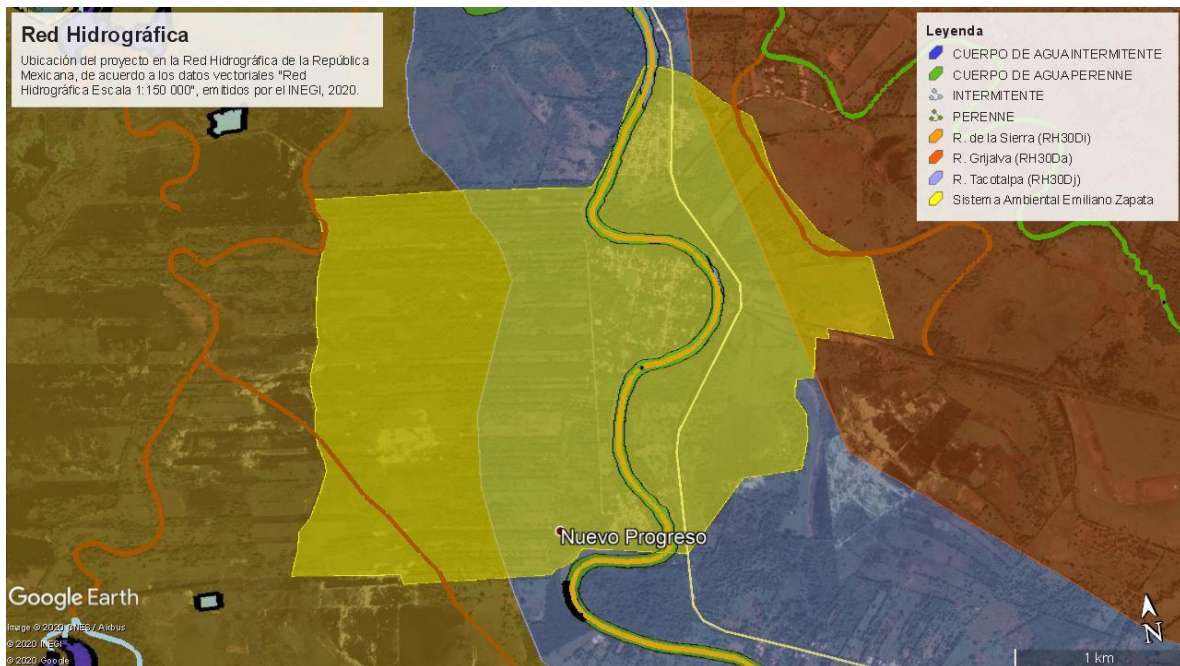 Red Hidrográfica
Ubicación del proyecto en la Red Hidrográfica de la República
Mexicana, de acuerdo a los datos vectoriales "Red
Hidrográfica Escala 1:150 000", emitidos por el INEGI, 2020.
Leyenda
CUERPO DE AGUA INTERMITENTE
CUERPO DE AGUA PERENNE
INTERMITENTE
PERENNE
R. de la Sierra (RH30Di)
R. Grijalva (RH30Da)
R. Tacotalpa (RH30Dj)
Sistema Ambiental Emiliano Zapata
Nuevo Progreso
Google Earth
Image © 2020 CNES / Airbus
© 2020 INEGI
© 2020 Google
N
1 km